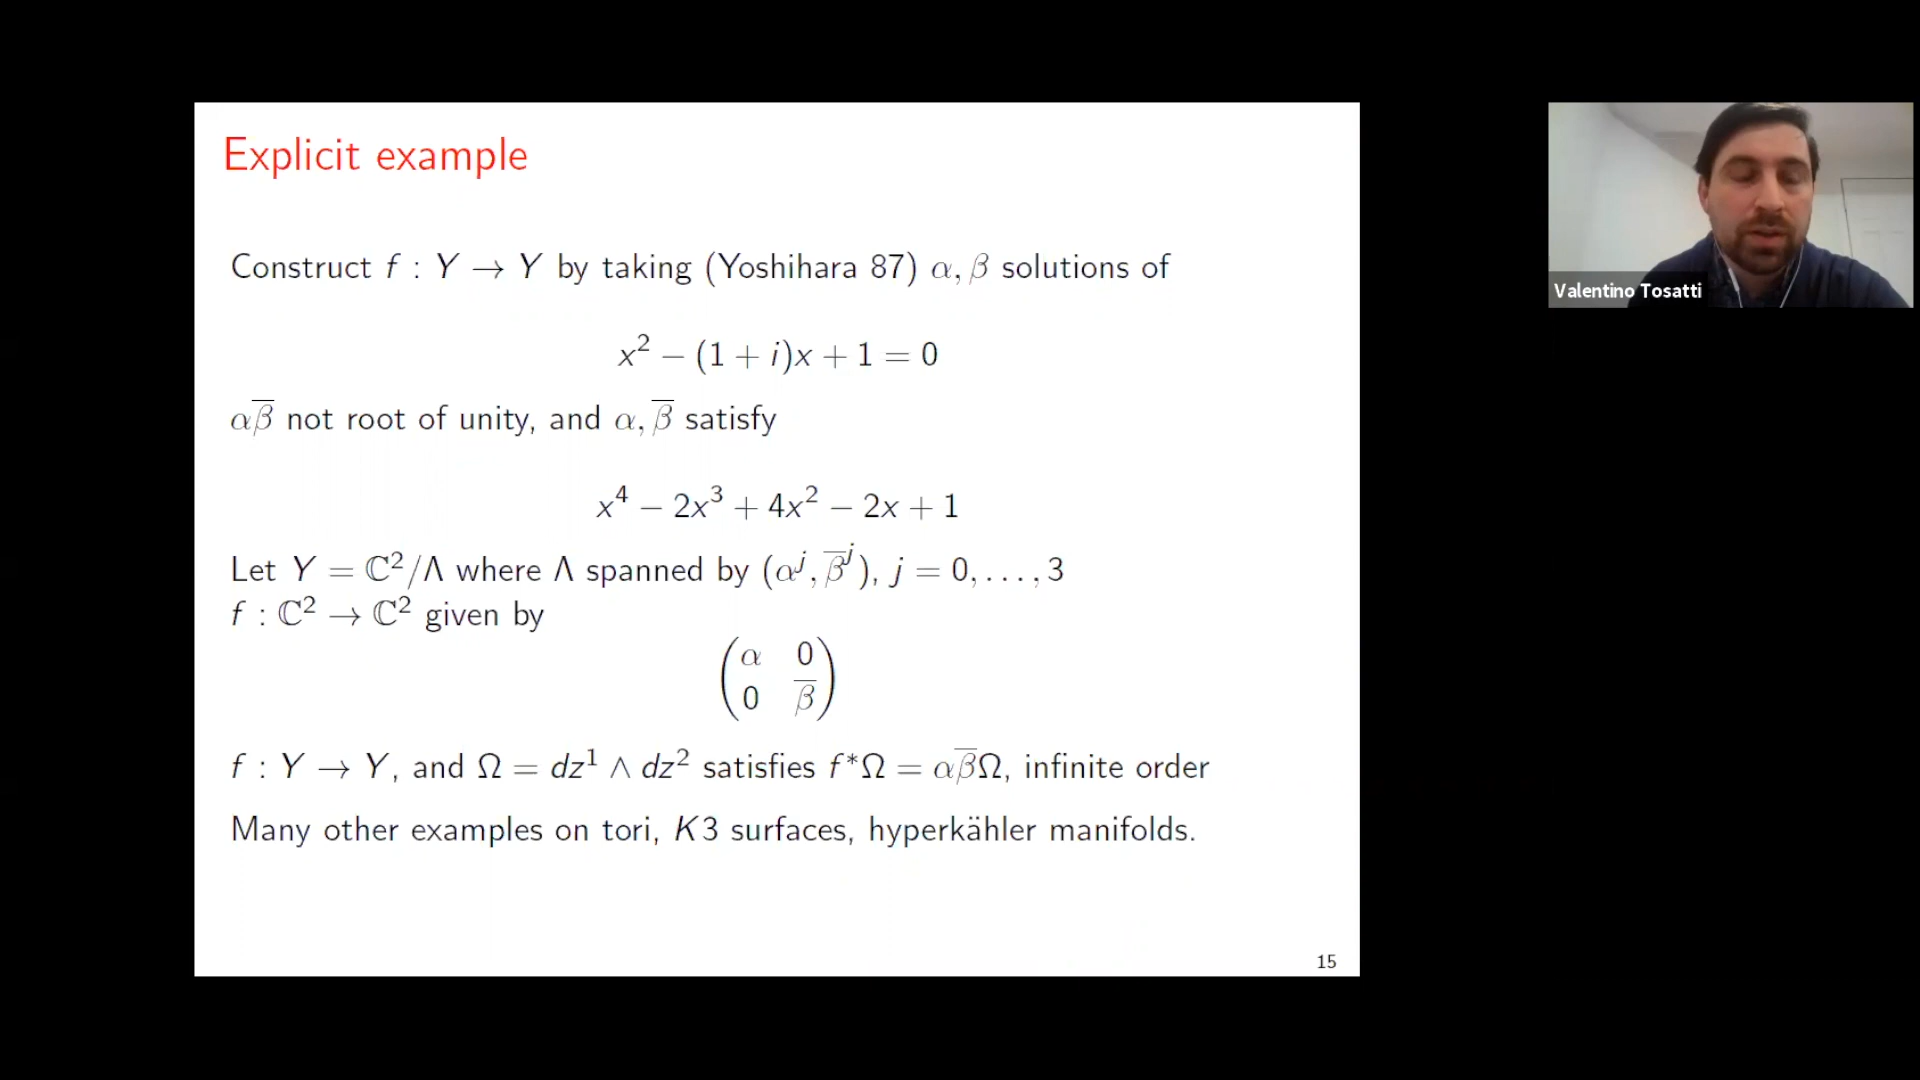 Explicit example
Construct f : Y → Y by taking (Yoshihara 87) α, β solutions of
x² − (1 + i)x + 1 = 0
αβ̅ not root of unity, and α, β̅ satisfy
x⁴ − 2x³ + 4x² − 2x + 1
Let Y = ℂ²/Λ where Λ spanned by (αʲ, β̅ʲ), j = 0, . . . , 3
f : ℂ² → ℂ² given by
(α 0
0 β̅)
f : Y → Y, and Ω = dz¹ ∧ dz² satisfies f*Ω = αβ̅Ω, infinite order
Many other examples on tori, K3 surfaces, hyperkähler manifolds.
15
Valentino Tosatti